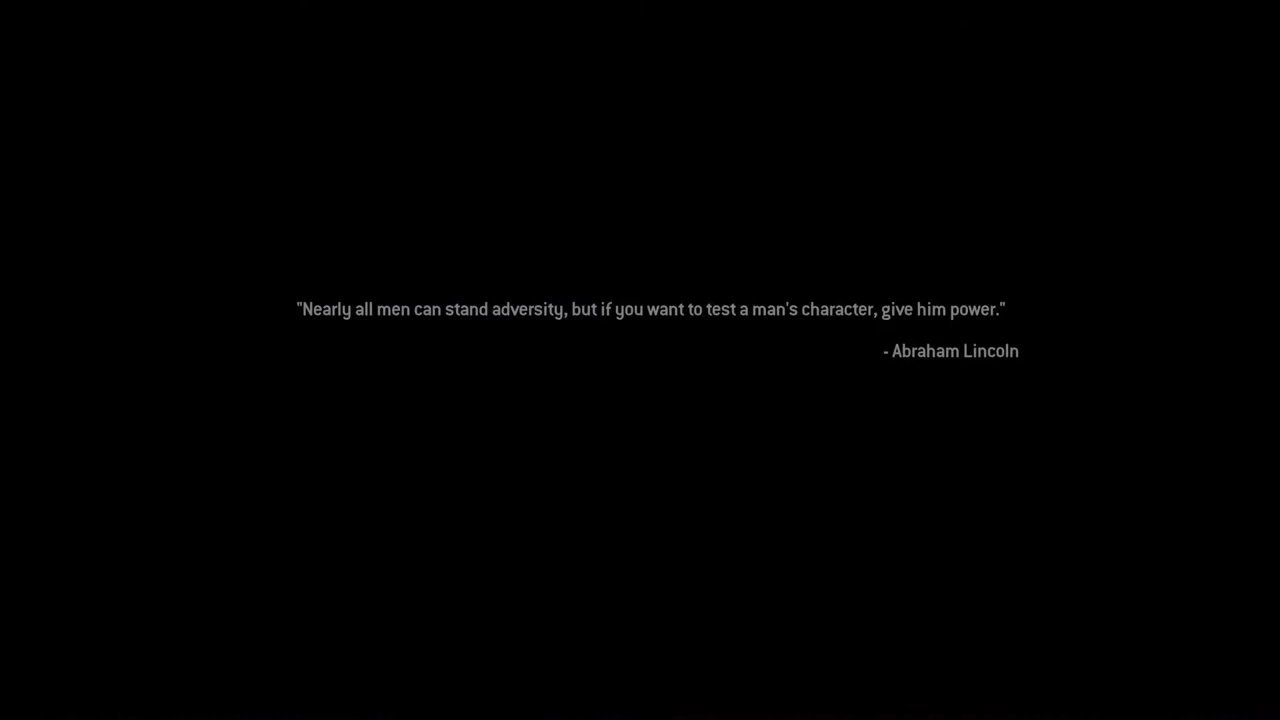 "Nearly all men can stand adversity, but if you want to test a man's character, give him power."
- Abraham Lincoln